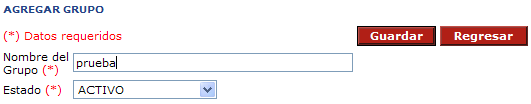 AGREGAR GRUPO
(*) Datos requeridos
Guardar Regresar
Nombre del
Grupo (*) prueba
Estado (*) ACTIVO